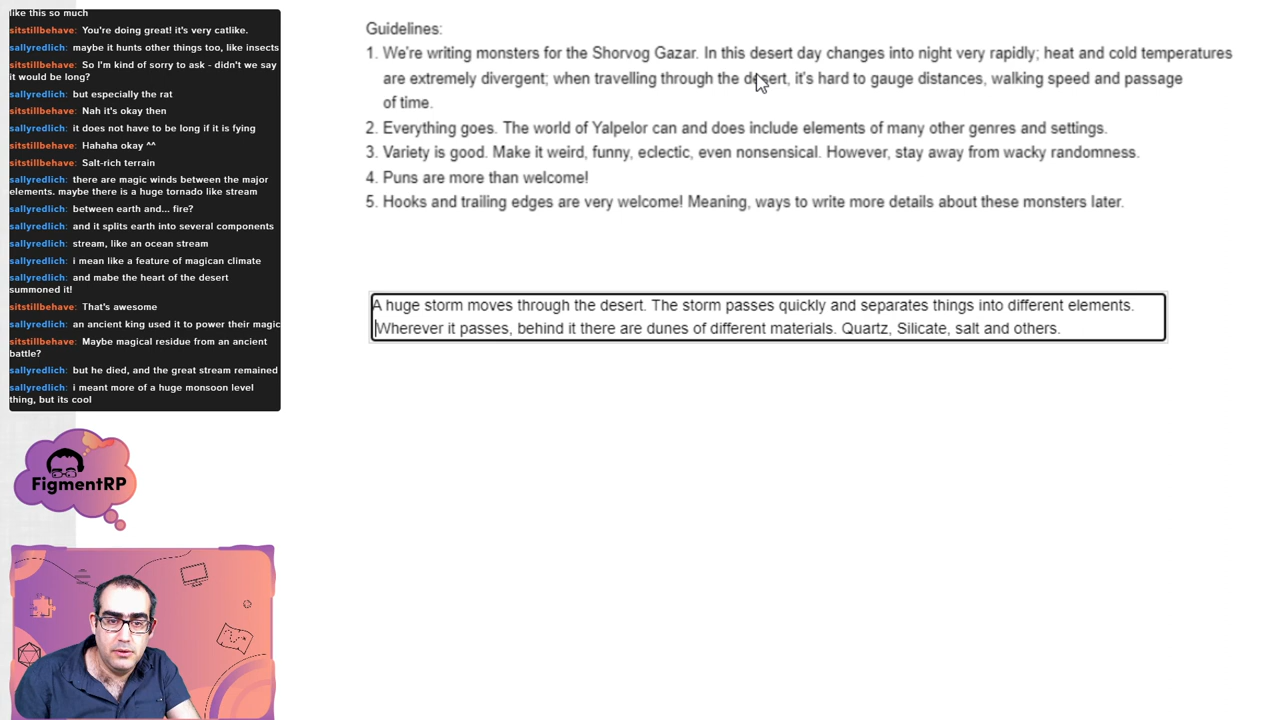 like this so much
sitstillbehave: You're doing great! it's very catlike.
sallyredlich: maybe it hunts other things too, like insects
sitstillbehave: So I'm kind of sorry to ask - didn't we say
it would be long?
sallyredlich: but especially the rat
sitstillbehave: Nah it's okay then
sallyredlich: it does not have to be long if it is fying
sitstillbehave: Hahaha okay ^^
sitstillbehave: Salt-rich terrain
sallyredlich: there are magic winds between the major
elements. maybe there is a huge tornado like stream
sallyredlich: between earth and... fire?
sallyredlich: and it splits earth into several components
sallyredlich: stream, like an ocean stream
sallyredlich: i mean like a feature of magican climate
sallyredlich: and mabe the heart of the desert
summoned it!
sitstillbehave: That's awesome
sallyredlich: an ancient king used it to power their magic
sitstillbehave: Maybe magical residue from an ancient
battle?
sallyredlich: but he died, and the great stream remained
sallyredlich: i meant more of a huge monsoon level
thing, but its cool
FigmentRP
Guidelines:
1. We're writing monsters for the Shorvog Gazar. In this desert day changes into night very rapidly; heat and cold temperatures
are extremely divergent; when travelling through the desert, it's hard to gauge distances, walking speed and passage
of time.
2. Everything goes. The world of Yalpelor can and does include elements of many other genres and settings.
3. Variety is good. Make it weird, funny, eclectic, even nonsensical. However, stay away from wacky randomness.
4. Puns are more than welcome!
5. Hooks and trailing edges are very welcome! Meaning, ways to write more details about these monsters later.
A huge storm moves through the desert. The storm passes quickly and separates things into different elements.
Wherever it passes, behind it there are dunes of different materials. Quartz, Silicate, salt and others.